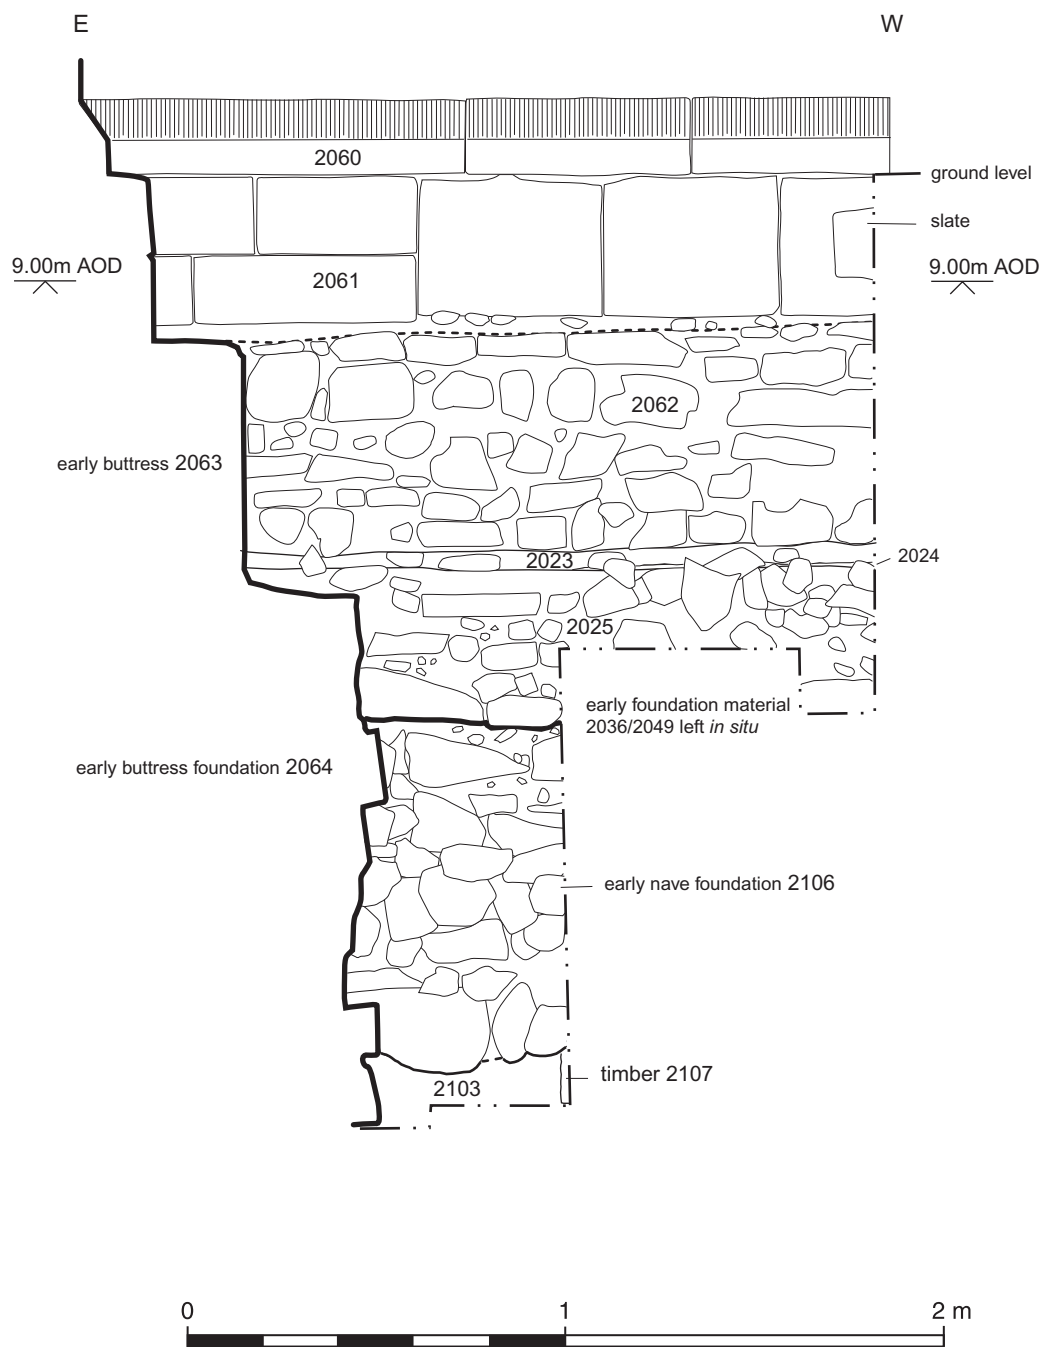 E
W
2060
ground level
slate
9.00m AOD
2061
9.00m AOD
2062
early buttress 2063
2023
2024
2025
early foundation material
2036/2049 left in situ
early buttress foundation 2064
early nave foundation 2106
timber 2107
2103
0
1
2 m